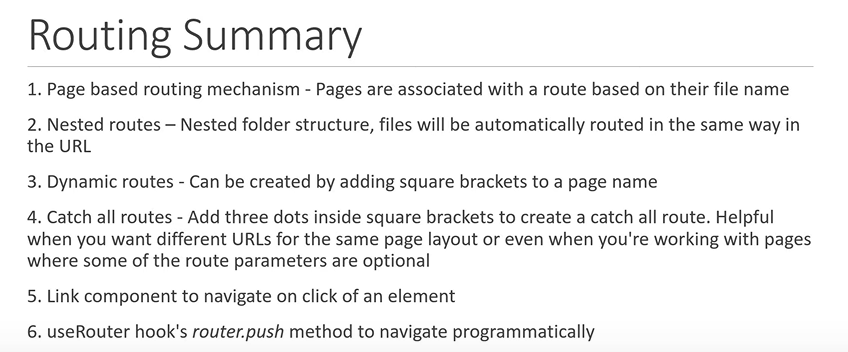 Routing Summary
1. Page based routing mechanism - Pages are associated with a route based on their file name
2. Nested routes – Nested folder structure, files will be automatically routed in the same way in
the URL
3. Dynamic routes - Can be created by adding square brackets to a page name
4. Catch all routes - Add three dots inside square brackets to create a catch all route. Helpful
when you want different URLs for the same page layout or even when you're working with pages
where some of the route parameters are optional
5. Link component to navigate on click of an element
6. useRouter hook's router.push method to navigate programmatically